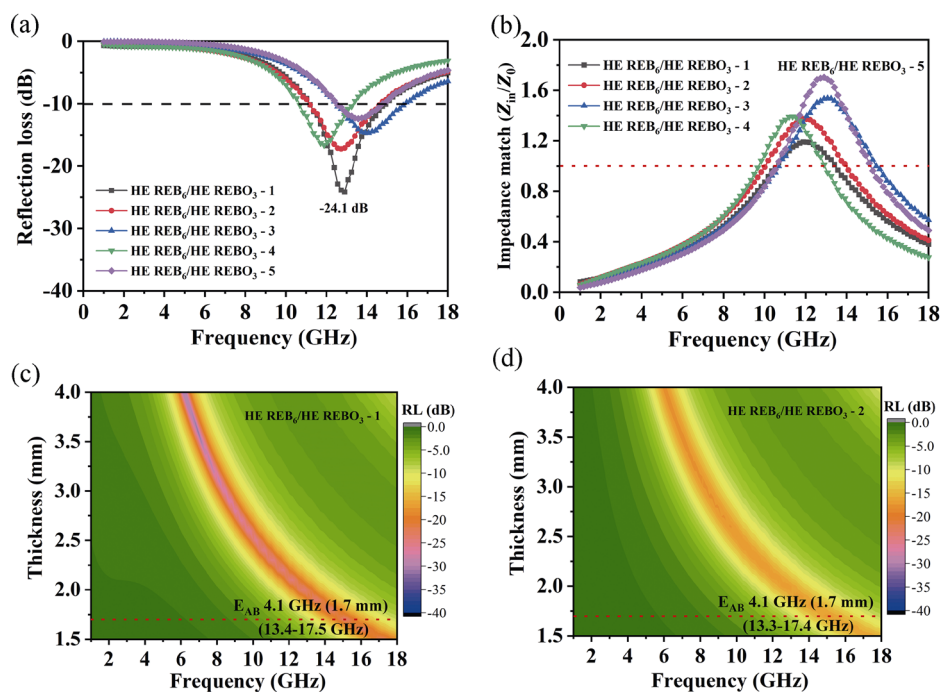 (a)
Reflection loss (dB)
0
-10
-20
-30
-40
HE REB₆/HE REBO₃ - 1
HE REB₆/HE REBO₃ - 2
HE REB₆/HE REBO₃ - 3
HE REB₆/HE REBO₃ - 4
HE REB₆/HE REBO₃ - 5
-24.1 dB
0 2 4 6 8 10 12 14 16 18
Frequency (GHz)
(b)
Impedance match (Z_in/Z_0)
2.0
1.6
1.2
0.8
0.4
0.0
HE REB₆/HE REBO₃ - 1
HE REB₆/HE REBO₃ - 2
HE REB₆/HE REBO₃ - 3
HE REB₆/HE REBO₃ - 4
HE REB₆/HE REBO₃ - 5
0 2 4 6 8 10 12 14 16 18
Frequency (GHz)
(c)
Thickness (mm)
4.0
3.5
3.0
2.5
2.0
1.5
HE REB₆/HE REBO₃ - 1
E_AB 4.1 GHz (1.7 mm)
(13.4-17.5 GHz)
2 4 6 8 10 12 14 16 18
Frequency (GHz)
RL (dB)
0.0
-5
-10
-15
-20
-25
-30
-35
-40
(d)
Thickness (mm)
4.0
3.5
3.0
2.5
2.0
1.5
HE REB₆/HE REBO₃ - 2
E_AB 4.1 GHz (1.7 mm)
(13.3-17.4 GHz)
2 4 6 8 10 12 14 16 18
Frequency (GHz)
RL (dB)
0.0
-5
-10
-15
-20
-25
-30
-35
-40